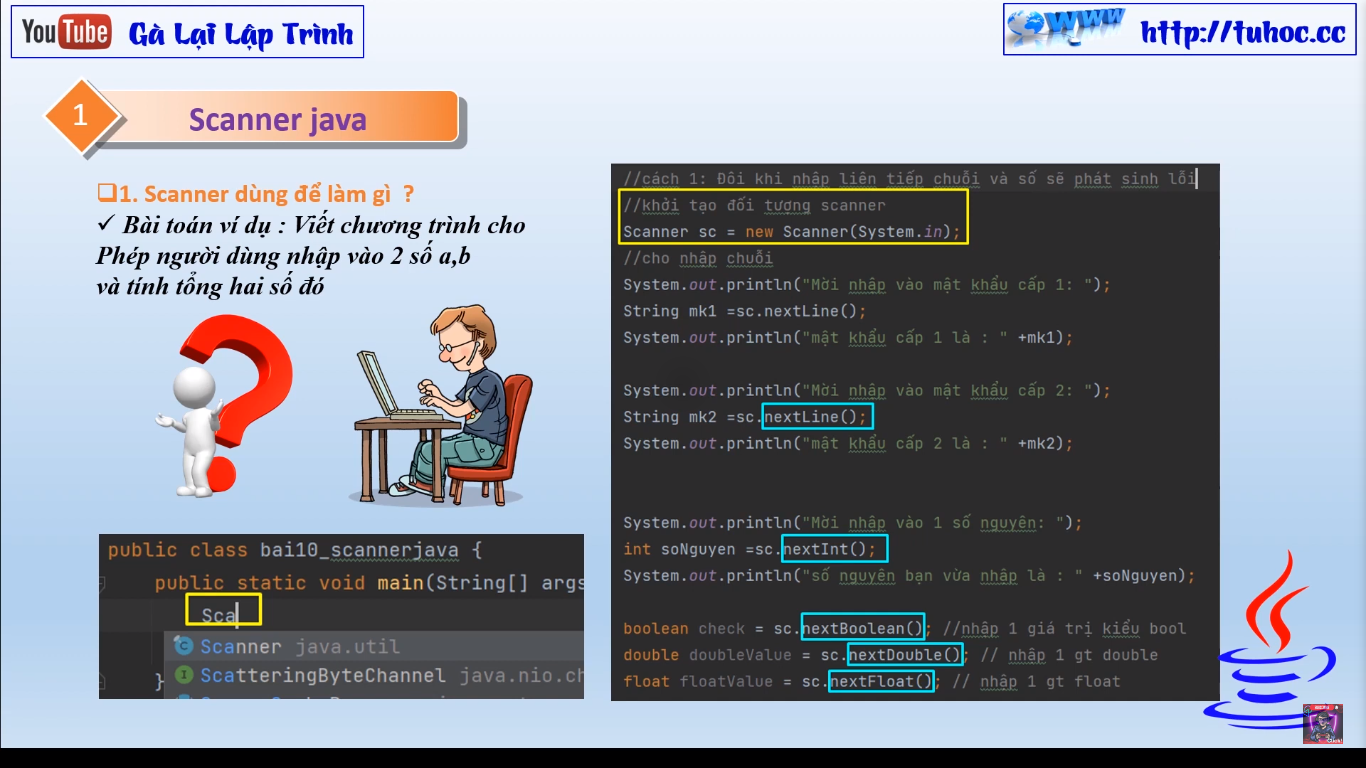 YouTube Gà Lại Lập Trình
WWW http://tuhoc.cc
1 Scanner java
❑1. Scanner dùng để làm gì ?
✓ Bài toán ví dụ : Viết chương trình cho
Phép người dùng nhập vào 2 số a,b
và tính tổng hai số đó
public class bai10_scannerjava {
public static void main(String[] args
Sca
Scanner java.util
I ScatteringByteChannel java.nio.ch
}
//cách 1: Đôi khi nhập liên tiếp chuỗi và số sẽ phát sinh lỗi
//khởi tạo đối tượng scanner
Scanner sc = new Scanner(System.in);
//cho nhập chuỗi
System.out.println("Mời nhập vào mật khẩu cấp 1: ");
String mk1 =sc.nextLine();
System.out.println("mật khẩu cấp 1 là : " +mk1);
System.out.println("Mời nhập vào mật khẩu cấp 2: ");
String mk2 =sc.nextLine();
System.out.println("mật khẩu cấp 2 là : " +mk2);
System.out.println("Mời nhập vào 1 số nguyên: ");
int soNguyen =sc.nextInt();
System.out.println("số nguyên bạn vừa nhập là : " +soNguyen);
boolean check = sc.nextBoolean(); //nhập 1 giá trị kiểu bool
double doubleValue = sc.nextDouble(); // nhập 1 gt double
float floatValue = sc.nextFloat(); // nhập 1 gt float